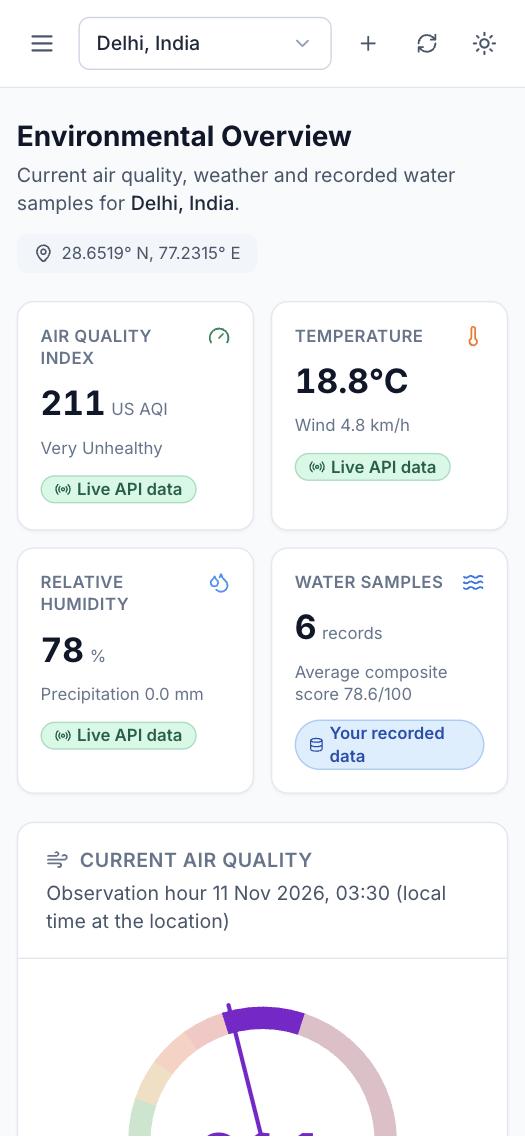 Delhi, India
Environmental Overview
Current air quality, weather and recorded water
samples for Delhi, India.
28.6519° N, 77.2315° E
AIR QUALITY
INDEX
211 US AQI
Very Unhealthy
Live API data
TEMPERATURE
18.8°C
Wind 4.8 km/h
Live API data
RELATIVE
HUMIDITY
78 %
Precipitation 0.0 mm
Live API data
WATER SAMPLES
6 records
Average composite
score 78.6/100
Your recorded
data
CURRENT AIR QUALITY
Observation hour 11 Nov 2026, 03:30 (local
time at the location)